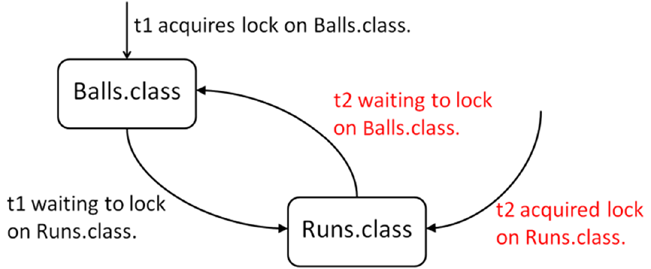 t1 acquires lock on Balls.class.
Balls.class
t2 waiting to lock
on Balls.class.
t1 waiting to lock
on Runs.class.
Runs.class
t2 acquired lock
on Runs.class.